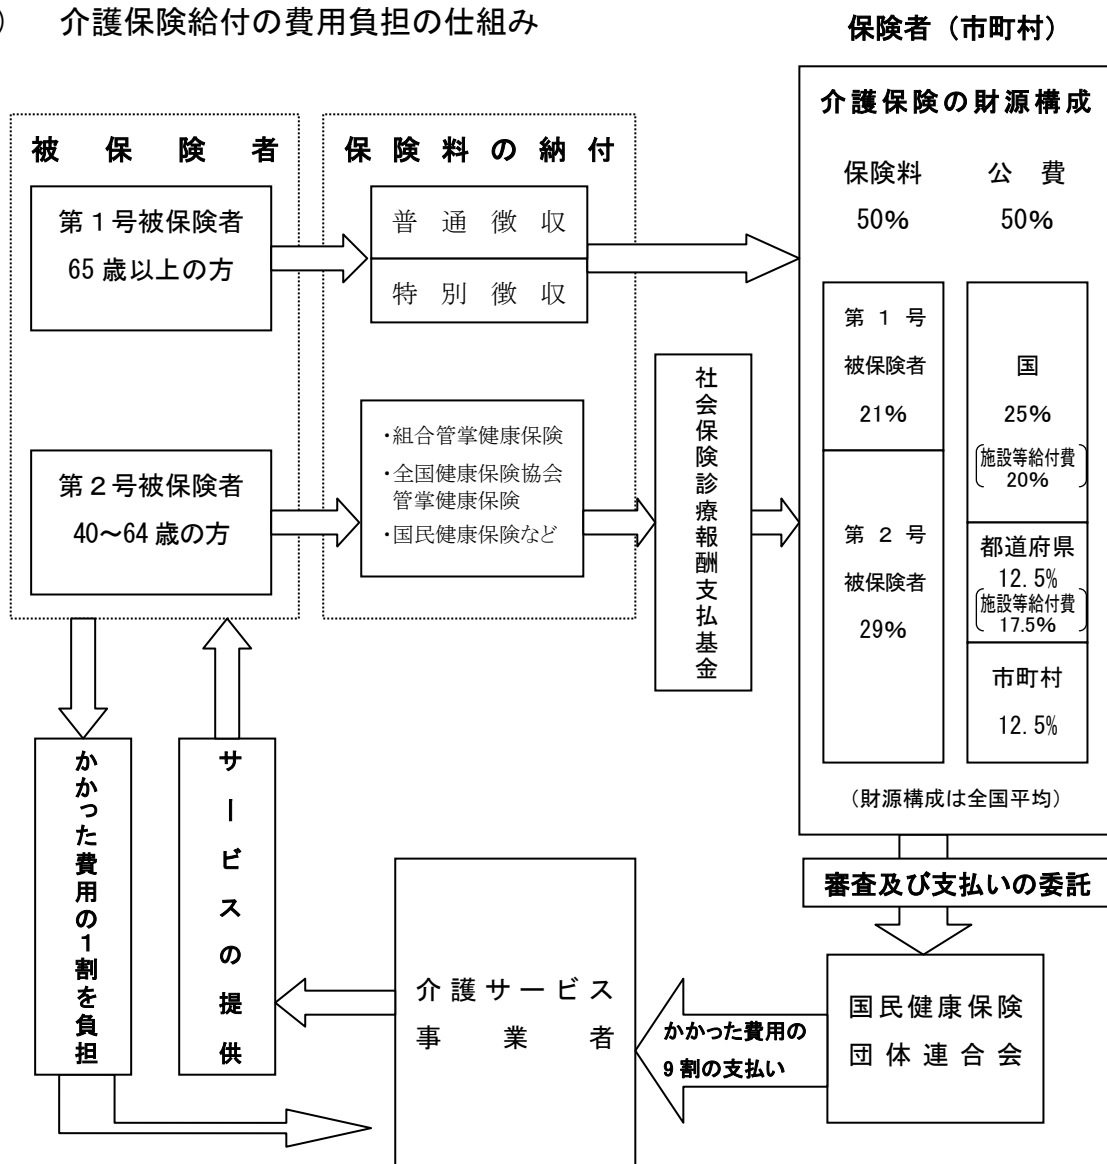 ) 介護保険給付の費用負担の仕組み
保険者（市町村）
介護保険の財源構成
保険料 公費
50% 50%
被保険者
第１号被保険者
65歳以上の方
第２号被保険者
40～64歳の方
保険料の納付
普通徴収
特別徴収
・組合管掌健康保険
・全国健康保険協会
管掌健康保険
・国民健康保険など
社会保険診療報酬支払基金
第１号
被保険者
21%
第２号
被保険者
29%
国
25%
〔施設等給付費〕
20%
都道府県
12.5%
〔施設等給付費〕
17.5%
市町村
12.5%
（財源構成は全国平均）
審査及び支払いの委託
国民健康保険
団体連合会
かかった費用の
9割の支払い
介護サービス
事業者
サービスの提供
かかった費用の1割を負担